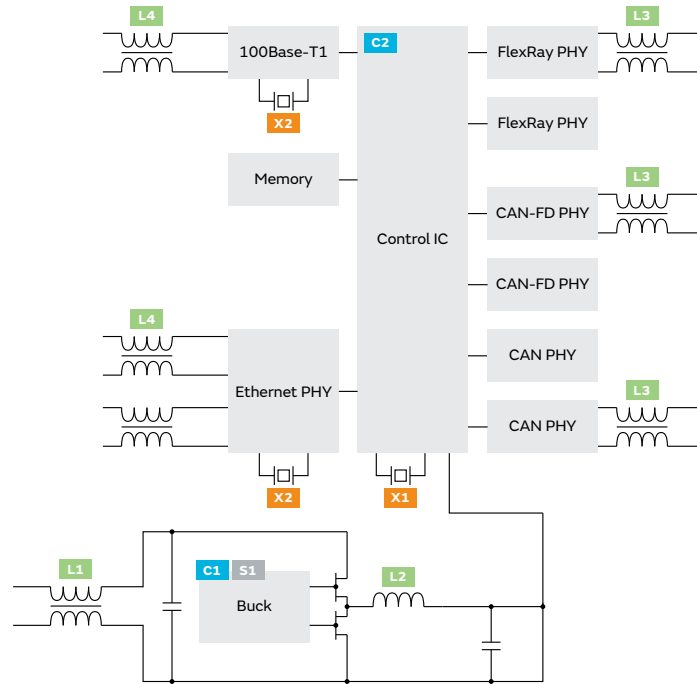 L4
L3
100Base-T1
C2
FlexRay PHY
X2
FlexRay PHY
Memory
L3
CAN-FD PHY
Control IC
CAN-FD PHY
L4
CAN PHY
Ethernet PHY
L3
CAN PHY
X2
X1
L1
C1 S1
L2
Buck